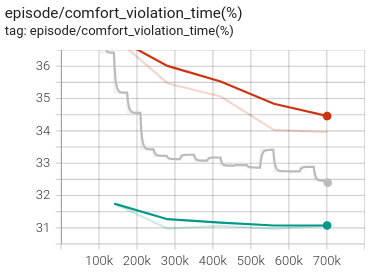 episode/comfort_violation_time(%)
tag: episode/comfort_violation_time(%)
36
35
34
33
32
31
100k 200k 300k 400k 500k 600k 700k